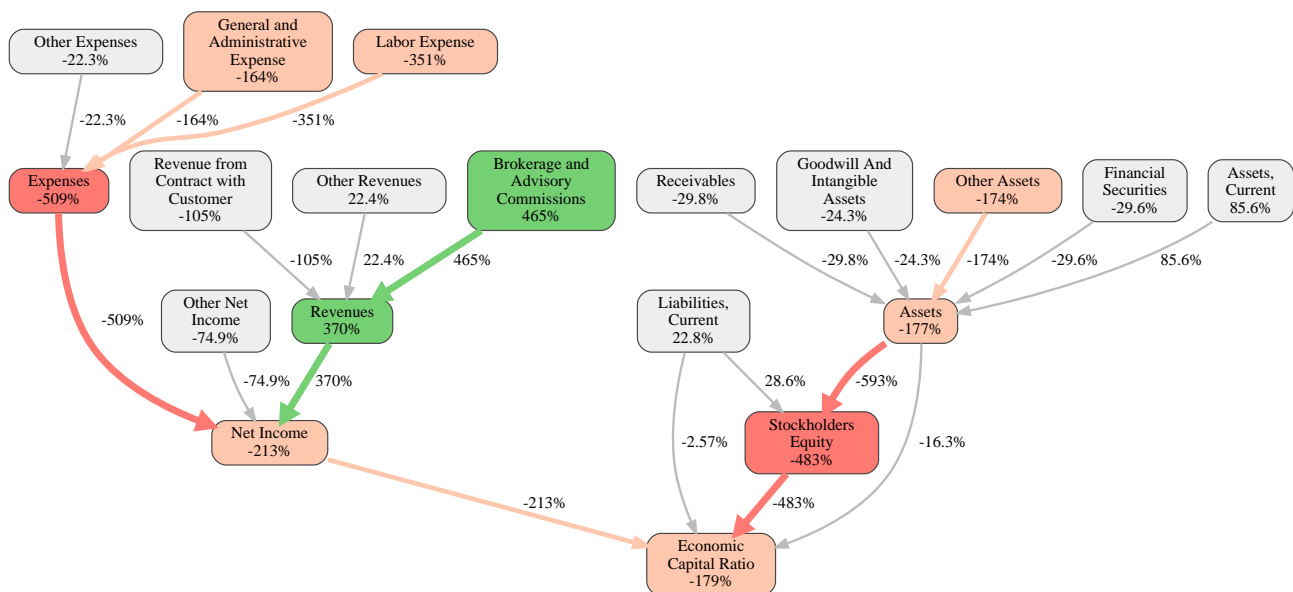 Other Expenses
-22.3%
General and
Administrative
Expense
-164%
Labor Expense
-351%
-22.3%
-164%
-351%
Expenses
-509%
Revenue from
Contract with
Customer
-105%
Other Revenues
22.4%
Brokerage and
Advisory
Commissions
465%
Receivables
-29.8%
Goodwill And
Intangible
Assets
-24.3%
Other Assets
-174%
Financial
Securities
-29.6%
Assets,
Current
85.6%
-105%
22.4%
465%
-29.8%
-24.3%
-174%
-29.6%
85.6%
-509%
Other Net
Income
-74.9%
Revenues
370%
Liabilities,
Current
22.8%
Assets
-177%
-74.9%
370%
28.6%
-593%
Net Income
-213%
-2.57%
Stockholders
Equity
-483%
-16.3%
-213%
-483%
Economic
Capital Ratio
-179%